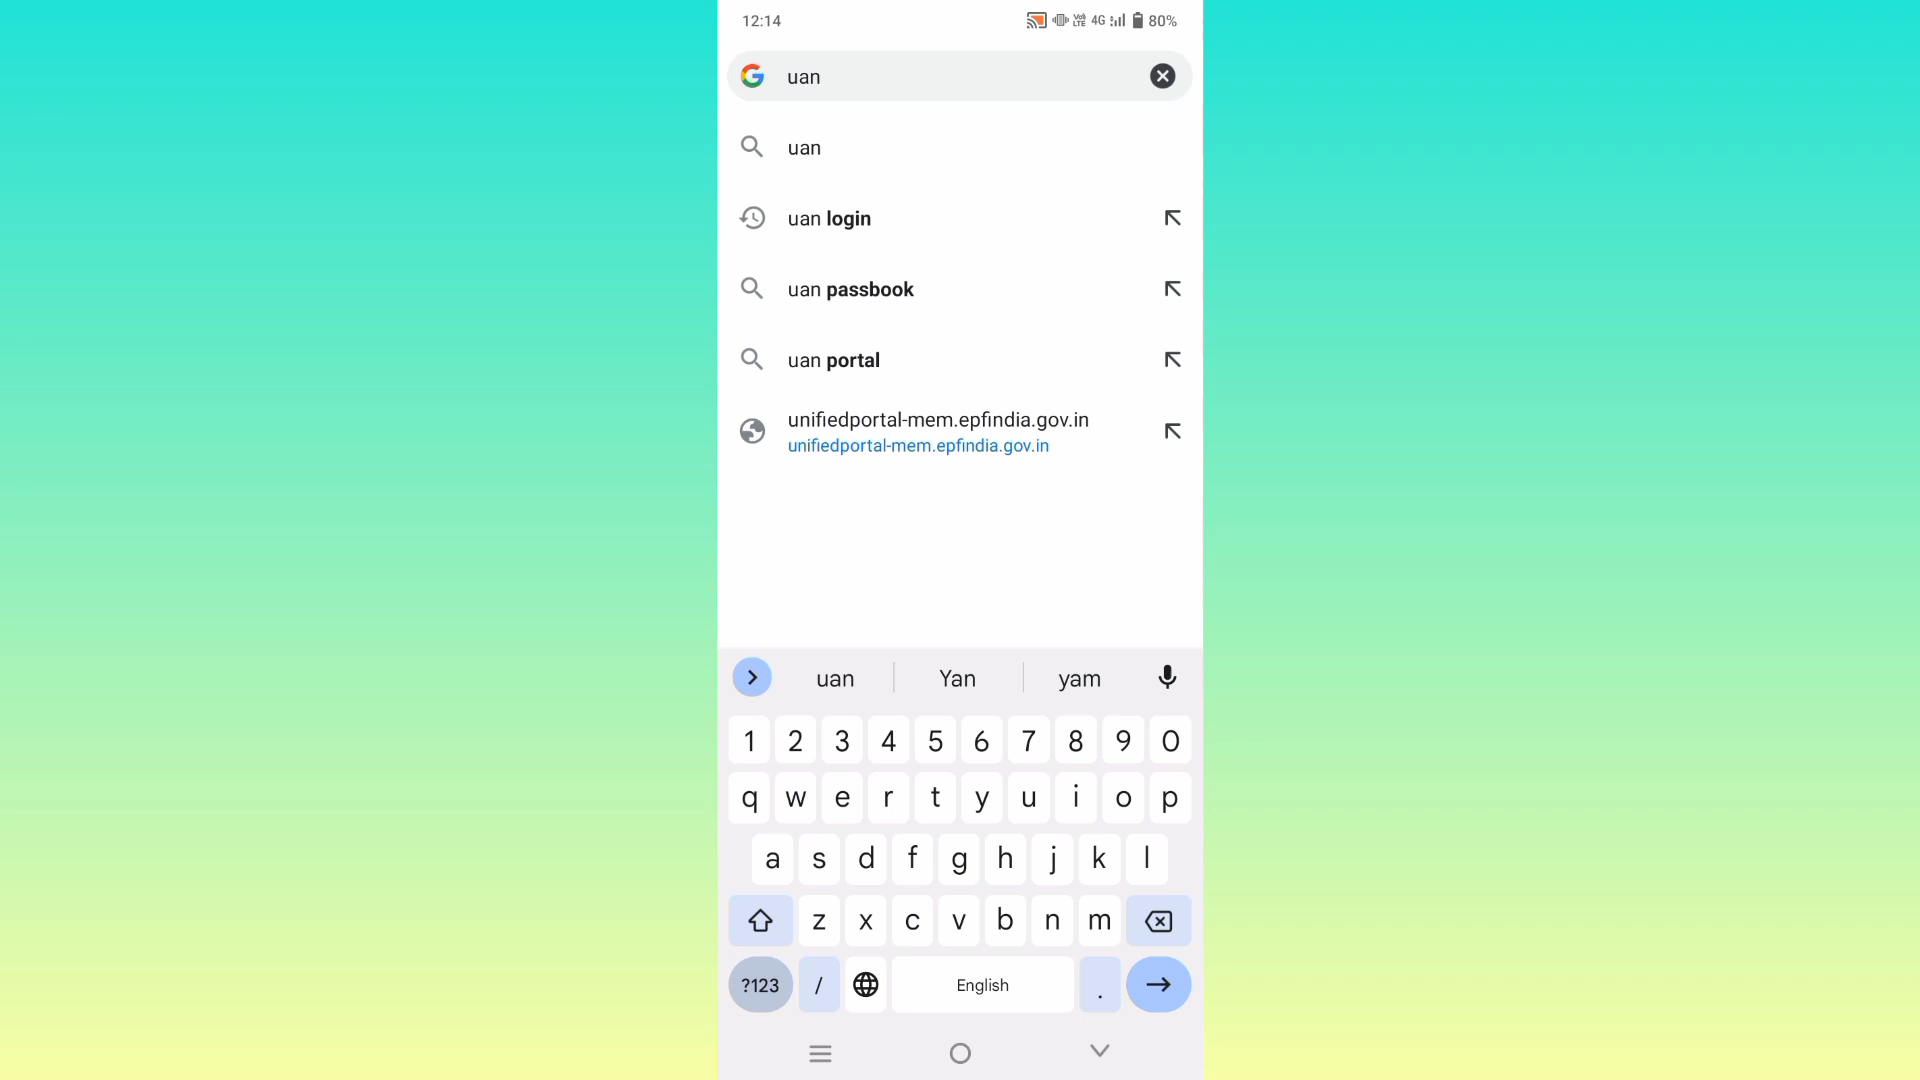 12:14 4G 80%
uan
uan
uan login
uan passbook
uan portal
unifiedportal-mem.epfindia.gov.in
unifiedportal-mem.epfindia.gov.in
uan Yan yam
1 2 3 4 5 6 7 8 9 0
q w e r t y u i o p
a s d f g h j k l
z x c v b n m
?123 / English .